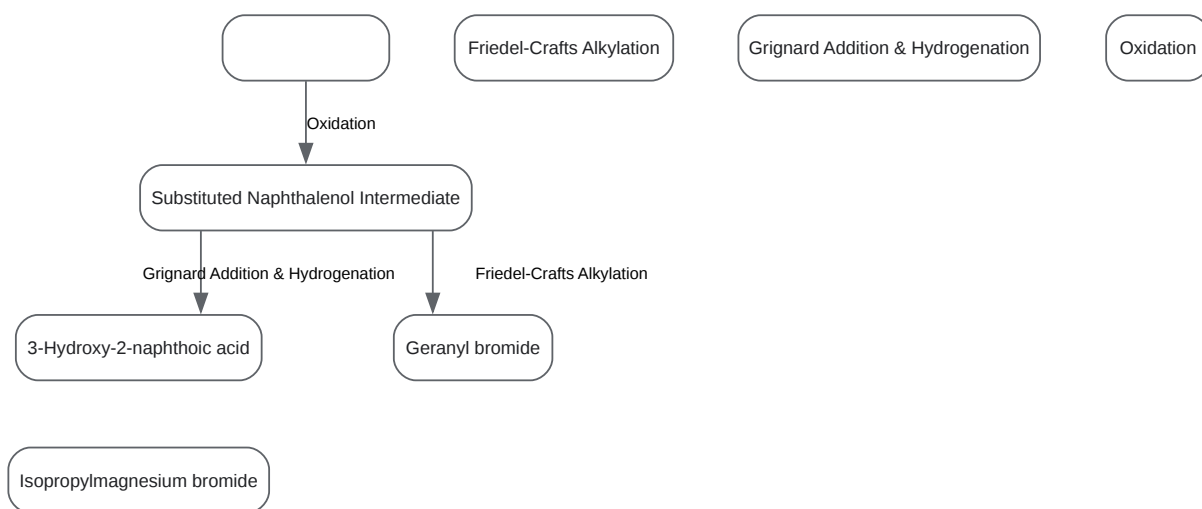 Friedel-Crafts Alkylation
Grignard Addition & Hydrogenation
Oxidation
Oxidation
Substituted Naphthalenol Intermediate
Grignard Addition & Hydrogenation
Friedel-Crafts Alkylation
3-Hydroxy-2-naphthoic acid
Geranyl bromide
Isopropylmagnesium bromide